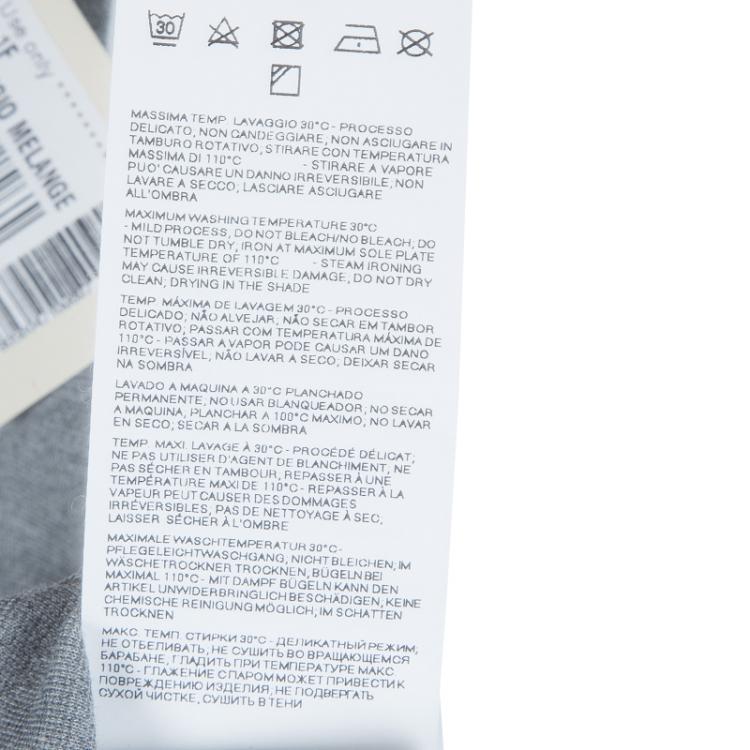 Use only
1F
GIO MELANGE
30
MASSIMA TEMP. LAVAGGIO 30°C - PROCESSO
DELICATO; NON CANDEGGIARE; NON ASCIUGARE IN
TAMBURO ROTATIVO; STIRARE CON TEMPERATURA
MASSIMA DI 110°C - STIRARE A VAPORE
PUO' CAUSARE UN DANNO IRREVERSIBILE; NON
LAVARE A SECCO, LASCIARE ASCIUGARE
ALL'OMBRA
MAXIMUM WASHING TEMPERATURE 30°C
- MILD PROCESS, DO NOT BLEACH/NO BLEACH; DO
NOT TUMBLE DRY, IRON AT MAXIMUM SOLE PLATE
TEMPERATURE OF 110°C - STEAM IRONING
MAY CAUSE IRREVERSIBLE DAMAGE, DO NOT DRY
CLEAN; DRYING IN THE SHADE
TEMP. MÁXIMA DE LAVAGEM 30°C - PROCESSO
DELICADO; NÃO ALVEJAR; NÃO SECAR EM TAMBOR
ROTATIVO; PASSAR COM TEMPERATURA MÁXIMA DE
110°C - PASSAR A VAPOR PODE CAUSAR UM DANO
IRREVERSÍVEL; NÃO LAVAR A SECO; DEIXAR SECAR
NA SOMBRA
LAVADO A MAQUINA A 30°C PLANCHADO
PERMANENTE; NO USAR BLANQUEADOR; NO SECAR
A MAQUINA, PLANCHAR A 100°C MAXIMO; NO LAVAR
EN SECO; SECAR A LA SOMBRA
TEMP. MAXI. LAVAGE À 30°C - PROCÉDÉ DÉLICAT;
NE PAS UTILISER D'AGENT DE BLANCHIMENT, NE
PAS SÉCHER EN TAMBOUR, REPASSER À UNE
TEMPÉRATURE MAXI DE 110°C - REPASSER À LA
VAPEUR PEUT CAUSER DES DOMMAGES
IRRÉVERSIBLES, PAS DE NETTOYAGE À SEC;
LAISSER SÉCHER À L'OMBRE
MAXIMALE WASCHTEMPERATUR 30°C-
PFLEGELEICHTWASCHGANG, NICHT BLEICHEN; IM
WÄSCHETROCKNER TROCKNEN, BÜGELN BEI
MAXIMAL 110°C - MIT DAMPF BÜGELN KANN DEN
ARTIKEL UNWIDERBRINGLICH BESCHÄDIGEN; KEINE
CHEMISCHE REINIGUNG MÖGLICH; IM SCHATTEN
TROCKNEN
МАКС. ТЕМП. СТИРКИ 30°C - ДЕЛИКАТНЫЙ РЕЖИМ;
НЕ ОТБЕЛИВАТЬ; НЕ СУШИТЬ ВО ВРАЩАЮЩЕМСЯ
БАРАБАНЕ, ГЛАДИТЬ ПРИ ТЕМПЕРАТУРЕ МАКС.
110°C - ГЛАЖЕНИЕ С ПАРОМ МОЖЕТ ПРИВЕСТИ К
ПОВРЕЖДЕНИЮ ИЗДЕЛИЯ; НЕ ПОДВЕРГАТЬ
СУХОЙ ЧИСТКЕ, СУШИТЬ В ТЕНИ